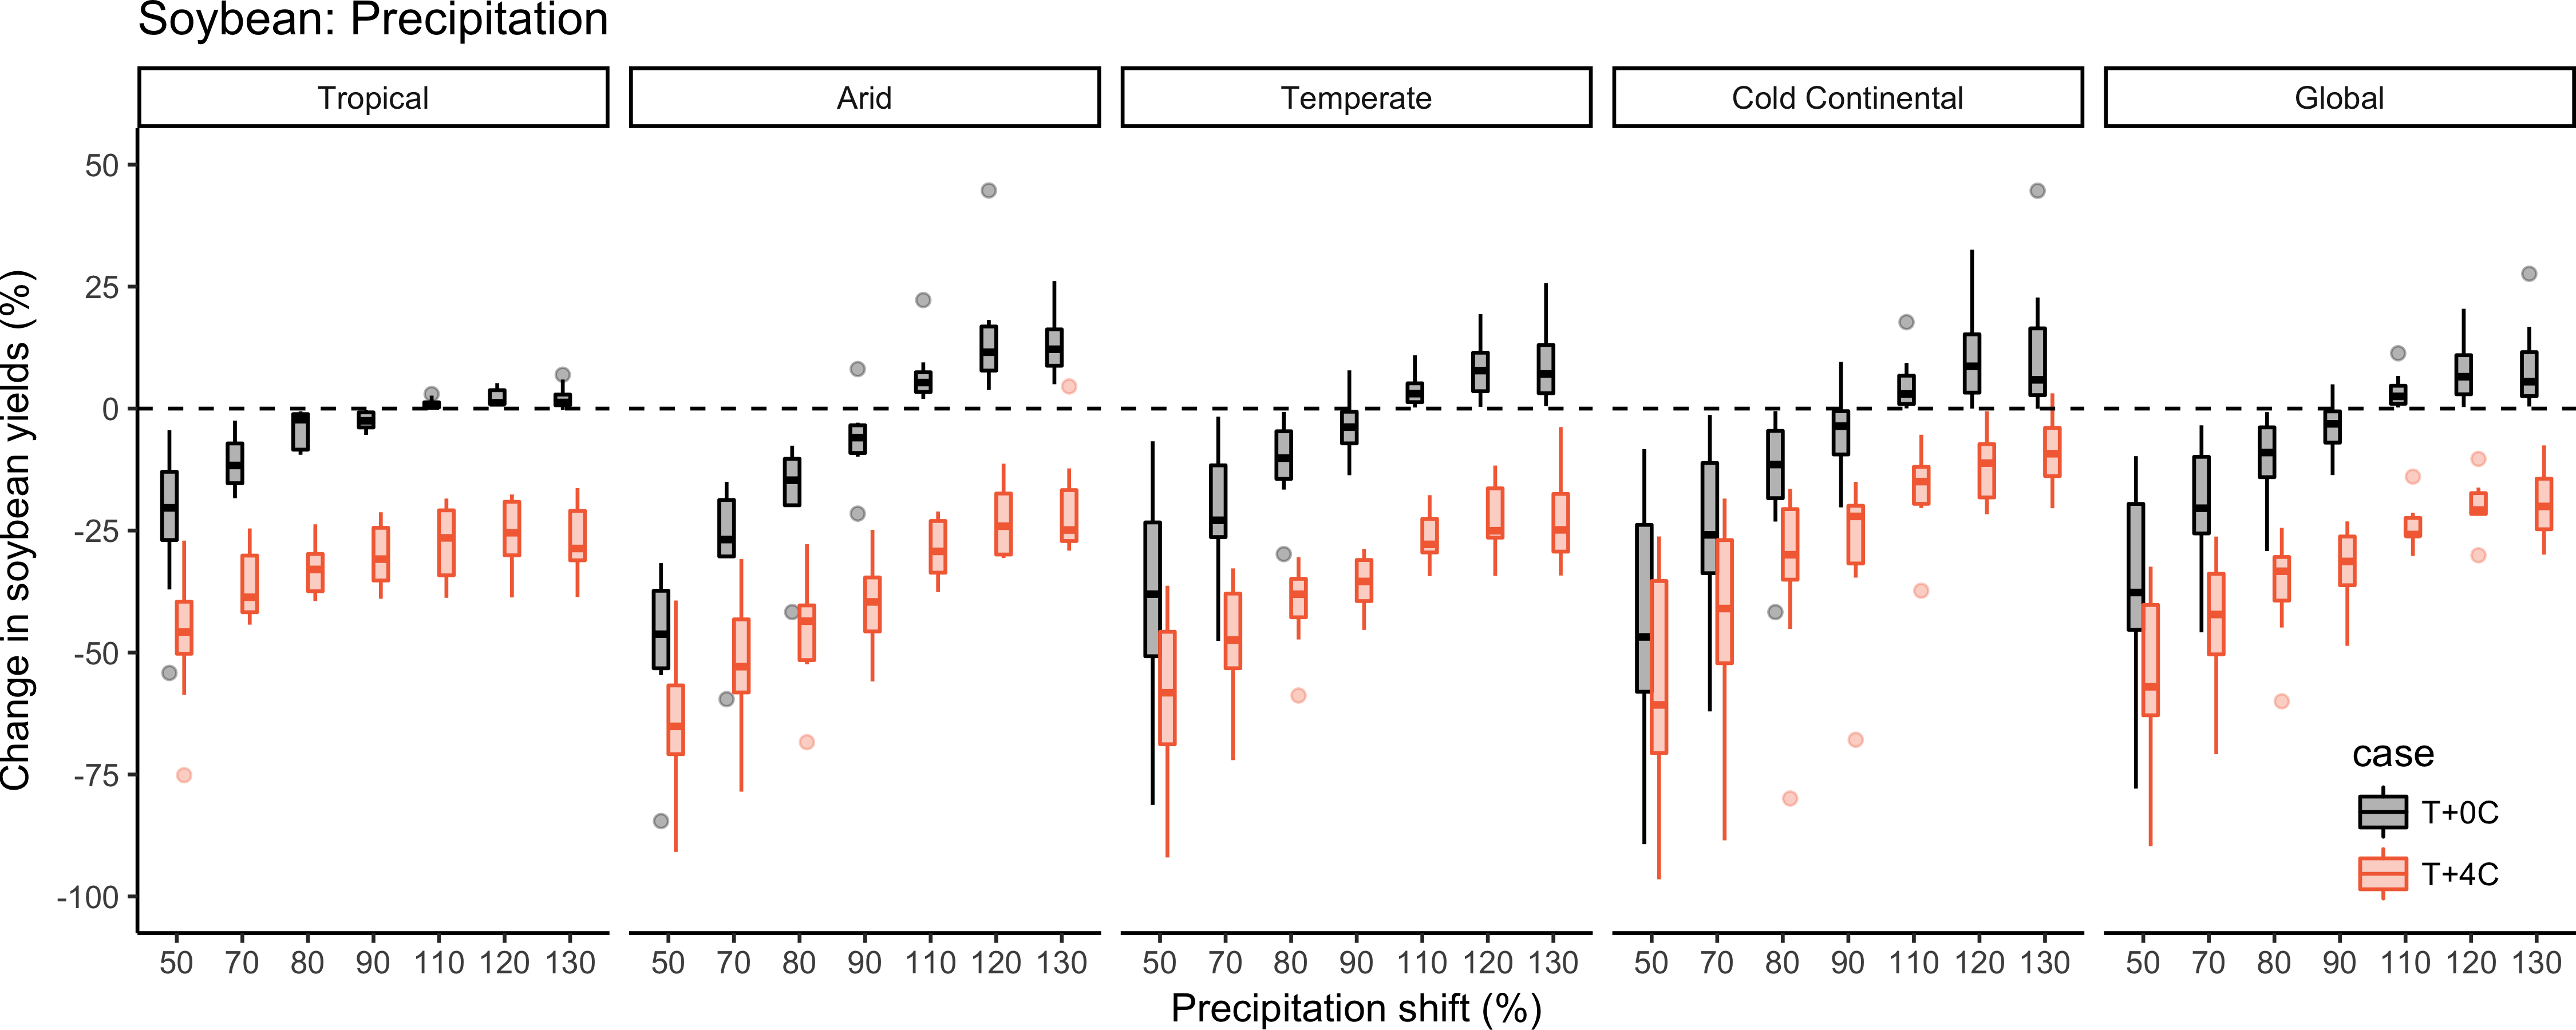 Soybean: Precipitation
Tropical Arid Temperate Cold Continental Global
Change in soybean yields (%)
50
25
0
-25
-50
-75
-100
case
T+0C
T+4C
50 70 80 90 110 120 130 50 70 80 90 110 120 130 50 70 80 90 110 120 130 50 70 80 90 110 120 130 50 70 80 90 110 120 130
Precipitation shift (%)